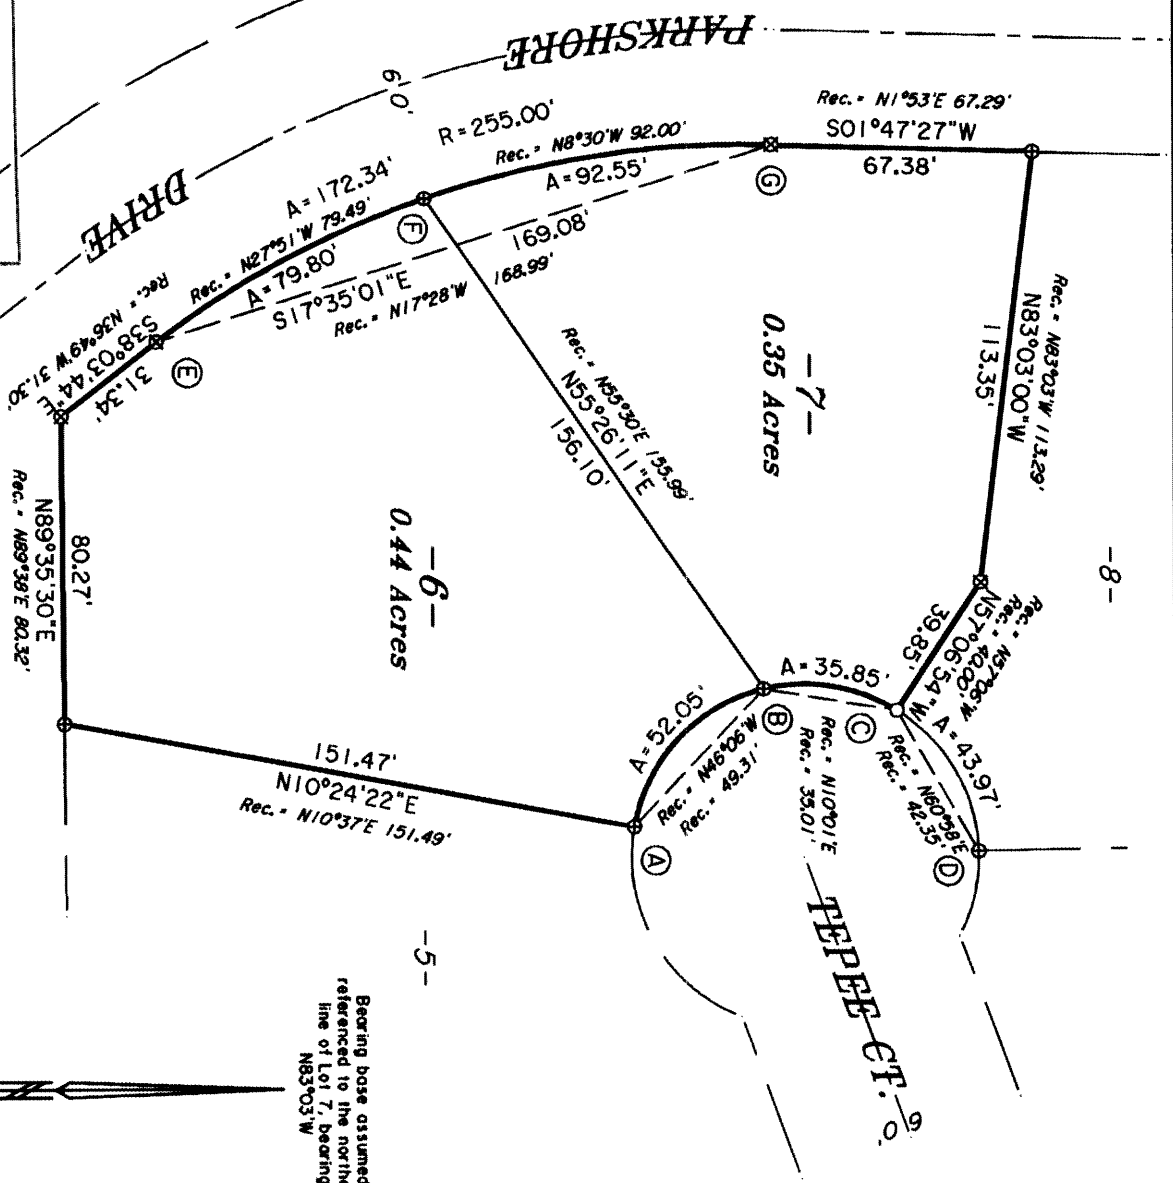 PARKSHORE
DRIVE
60'
R = 255.00'
A = 172.34'
Rec. = N1°53'E 67.29'
S01°47'27"W
67.38'
Rec. = N8°30'W 92.00'
A = 92.55'
G
F
Rec. = N27°51'W 79.49'
A = 79.80'
169.08'
S17°35'01"E
Rec. = N17°28'W 168.99'
E
Rec. = N36°49'W 31.30'
S38°03'44"E
31.34'
Rec. = N83°03'W 113.29'
N83°03'00"W
113.35'
-7-
0.35 Acres
Rec. = N55°30'E 155.99'
N55°26'11"E
156.10'
-8-
-6-
0.44 Acres
80.27'
N89°35'30"E
Rec. = N89°38'E 80.32'
Rec. = N57°06'W
Rec. = 40.00'
N57°06'54"W
39.85'
A = 35.85'
A = 52.05'
A = 43.97'
B
C
D
A
Rec. = N46°06'W
Rec. = 49.31'
Rec. = N10°01'E
Rec. = 35.01'
Rec. = N60°58'E
Rec. = 42.35'
151.47'
N10°24'22"E
Rec. = N10°37'E 151.49'
TEPEE CT.
60'
-5-
Bearing base assumed
referenced to the north
line of Lot 7, bearing
N83°03'W